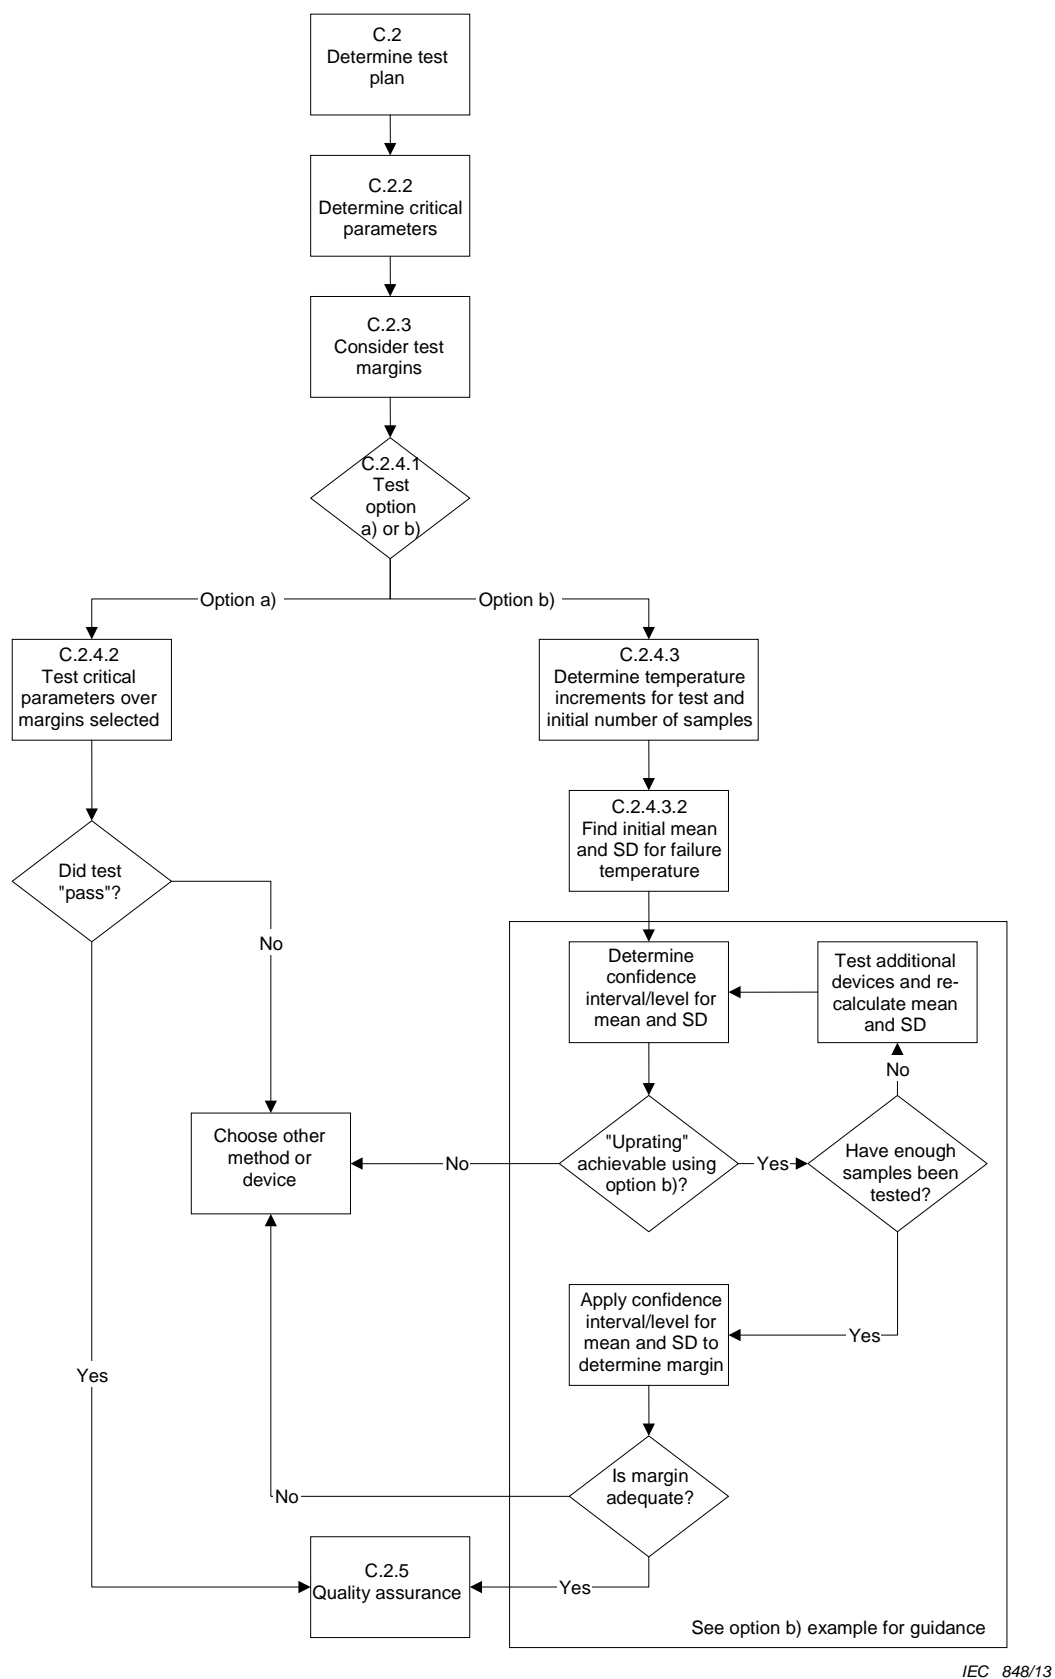 C.2
Determine test
plan
C.2.2
Determine critical
parameters
C.2.3
Consider test
margins
C.2.4.1
Test
option
a) or b)
Option a)
Option b)
C.2.4.2
Test critical
parameters over
margins selected
C.2.4.3
Determine temperature
increments for test and
initial number of samples
C.2.4.3.2
Find initial mean
and SD for failure
temperature
Did test
"pass"?
No
Determine
confidence
interval/level for
mean and SD
Test additional
devices and re-
calculate mean
and SD
No
Choose other
method or
device
No
"Uprating"
achievable using
option b)?
Yes
Have enough
samples been
tested?
Apply confidence
interval/level for
mean and SD to
determine margin
Yes
Yes
Is margin
adequate?
No
C.2.5
Quality assurance
Yes
See option b) example for guidance
IEC 848/13